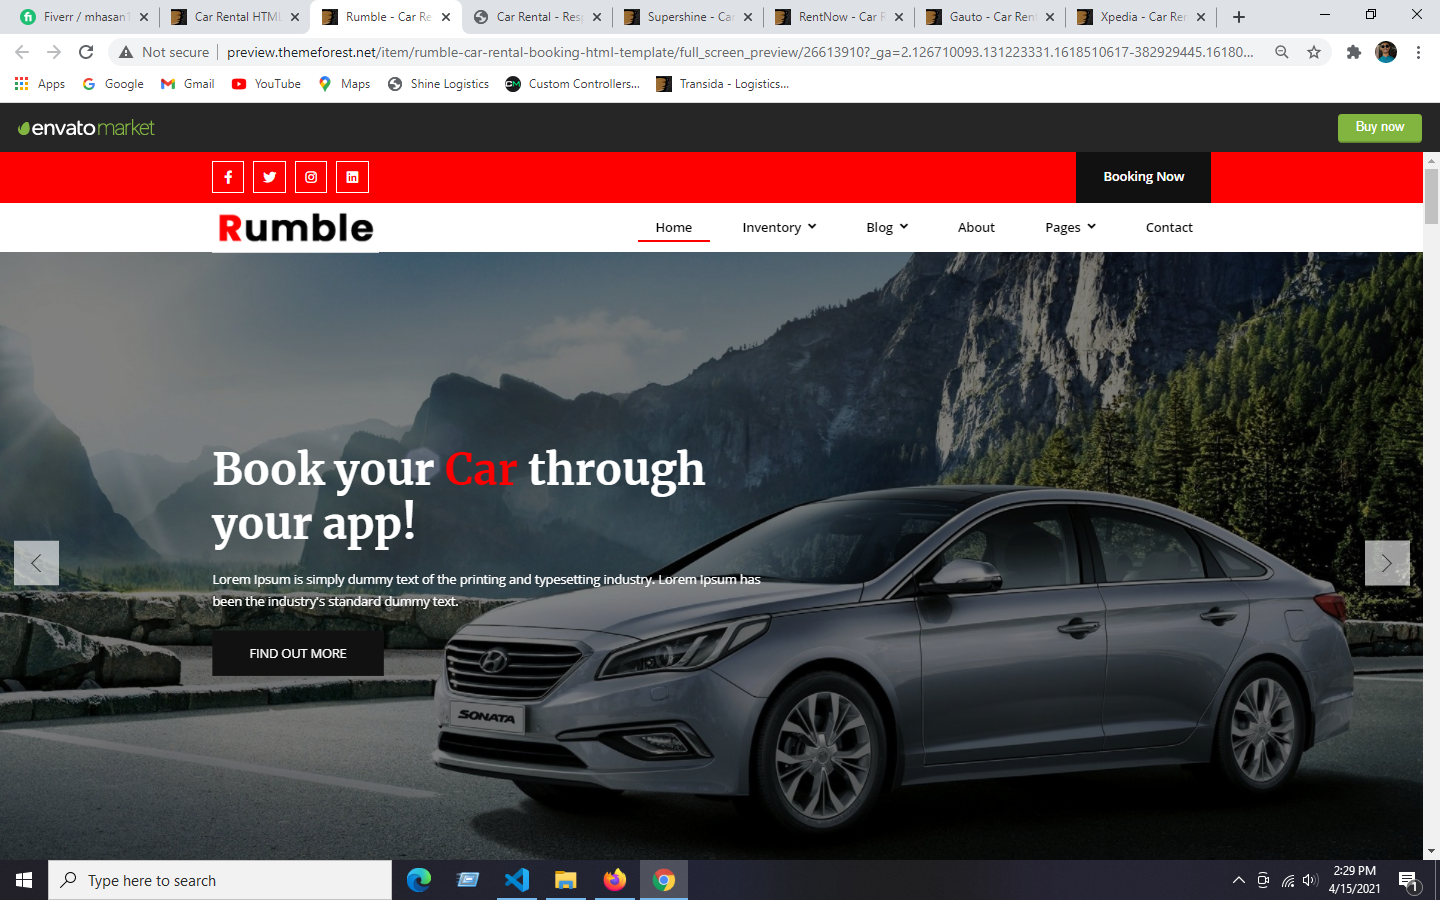 Fiverr / mhasan1
Car Rental HTML
Rumble - Car Re
Car Rental - Resp
Supershine - Car
RentNow - Car R
Gauto - Car Rent
Xpedia - Car Ren
Not secure
preview.themeforest.net/item/rumble-car-rental-booking-html-template/full_screen_preview/26613910?_ga=2.126710093.131223331.1618510617-382929445.16180...
Apps
Google
Gmail
YouTube
Maps
Shine Logistics
Custom Controllers...
Transida - Logistics...
envatomarket
Buy now
Booking Now
Rumble
Home
Inventory
Blog
About
Pages
Contact
Book your Car through
your app!
Lorem Ipsum is simply dummy text of the printing and typesetting industry. Lorem Ipsum has
been the industry's standard dummy text.
FIND OUT MORE
SONATA
Type here to search
2:29 PM
4/15/2021
1